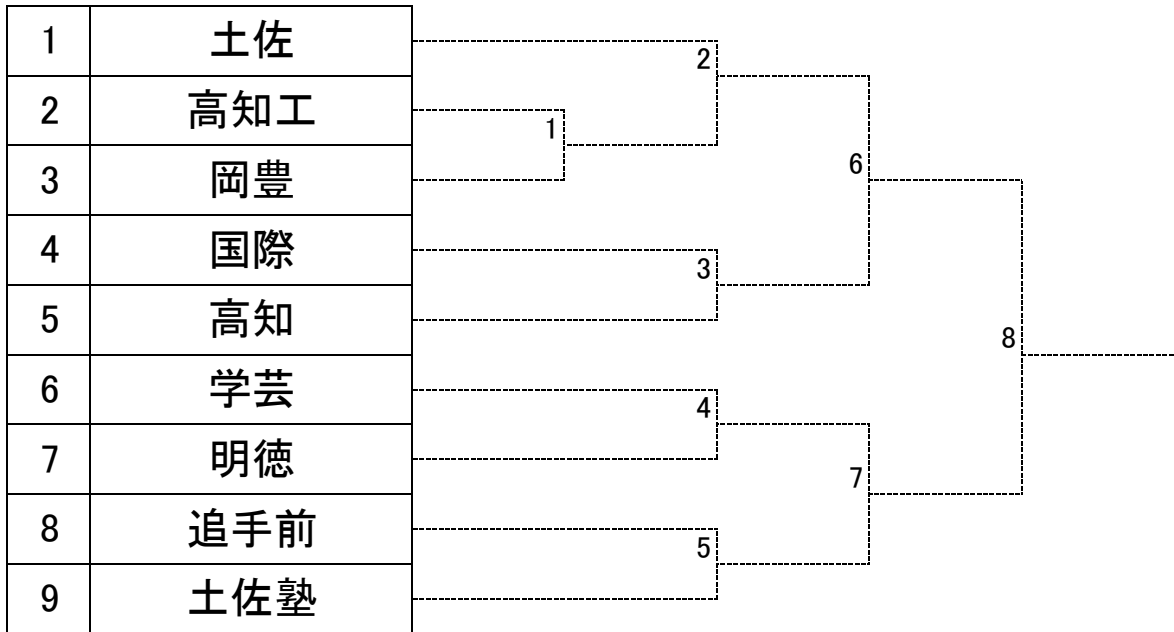 1 土佐
2 高知工
3 岡豊
4 国際
5 高知
6 学芸
7 明徳
8 追手前
9 土佐塾
1
2
3
4
5
6
7
8